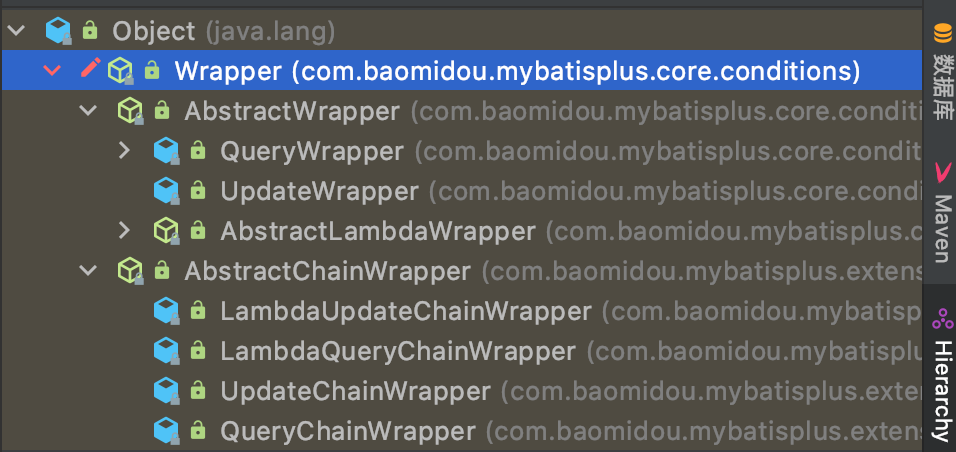 Object (java.lang)
Wrapper (com.baomidou.mybatisplus.core.conditions)
AbstractWrapper (com.baomidou.mybatisplus.core.conditi
QueryWrapper (com.baomidou.mybatisplus.core.condit
UpdateWrapper (com.baomidou.mybatisplus.core.cond
AbstractLambdaWrapper (com.baomidou.mybatisplus.c
AbstractChainWrapper (com.baomidou.mybatisplus.extens
LambdaUpdateChainWrapper (com.baomidou.mybatisp
LambdaQueryChainWrapper (com.baomidou.mybatisplu
UpdateChainWrapper (com.baomidou.mybatisplus.exter
QueryChainWrapper (com.baomidou.mybatisplus.extens
数据库
Maven
Hierarchy